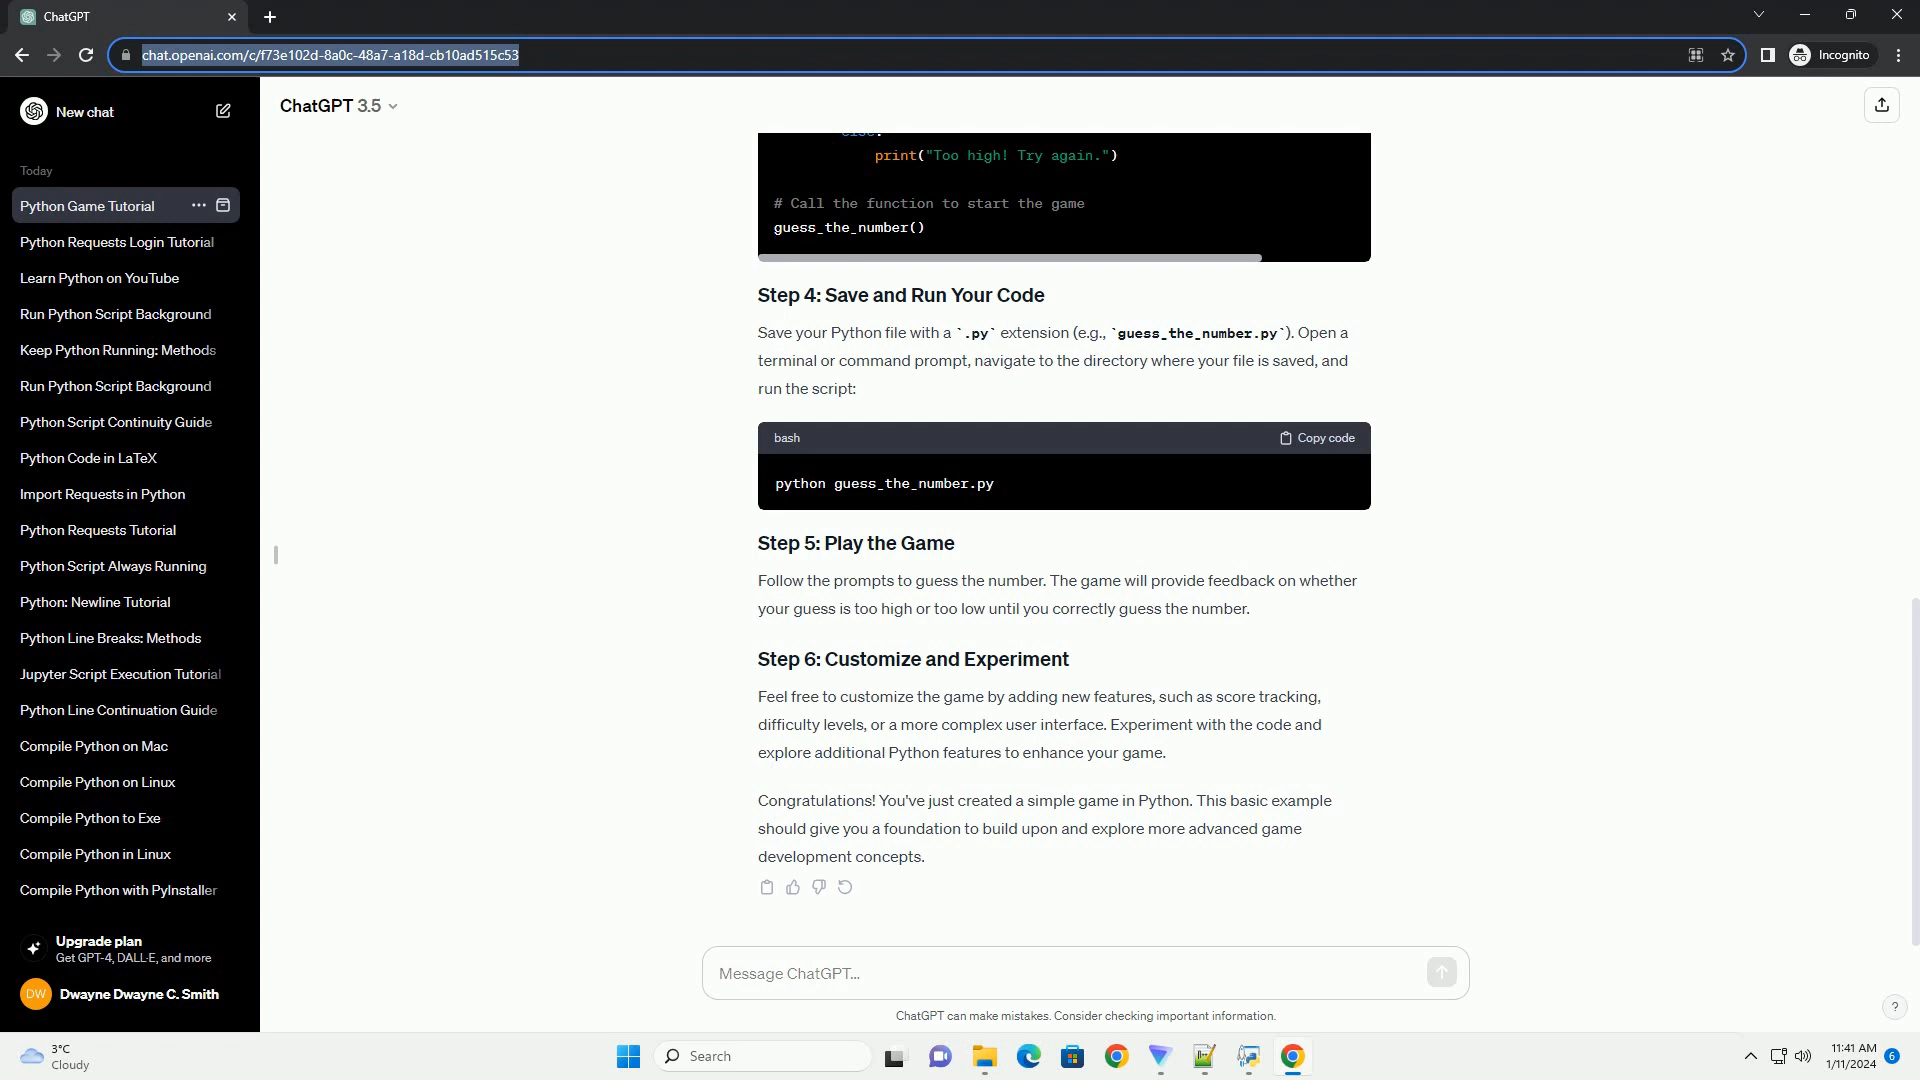 ChatGPT
chat.openai.com/c/f73e102d-8a0c-48a7-a18d-cb10ad515c53
Incognito
New chat
ChatGPT 3.5
Today
Python Game Tutorial
Python Requests Login Tutorial
Learn Python on YouTube
Run Python Script Background
Keep Python Running: Methods
Run Python Script Background
Python Script Continuity Guide
Python Code in LaTeX
Import Requests in Python
Python Requests Tutorial
Python Script Always Running
Python: Newline Tutorial
Python Line Breaks: Methods
Jupyter Script Execution Tutorial
Python Line Continuation Guide
Compile Python on Mac
Compile Python on Linux
Compile Python to Exe
Compile Python in Linux
Compile Python with PyInstaller
Upgrade plan
Get GPT-4, DALL·E, and more
DW
Dwayne Dwayne C. Smith
else:
print("Too high! Try again.")
# Call the function to start the game
guess_the_number()
Step 4: Save and Run Your Code
Save your Python file with a `.py` extension (e.g., `guess_the_number.py`). Open a
terminal or command prompt, navigate to the directory where your file is saved, and
run the script:
bash
Copy code
python guess_the_number.py
Step 5: Play the Game
Follow the prompts to guess the number. The game will provide feedback on whether
your guess is too high or too low until you correctly guess the number.
Step 6: Customize and Experiment
Feel free to customize the game by adding new features, such as score tracking,
difficulty levels, or a more complex user interface. Experiment with the code and
explore additional Python features to enhance your game.
Congratulations! You've just created a simple game in Python. This basic example
should give you a foundation to build upon and explore more advanced game
development concepts.
Message ChatGPT...
ChatGPT can make mistakes. Consider checking important information.
?
3°C
Cloudy
Search
11:41 AM
1/11/2024
6